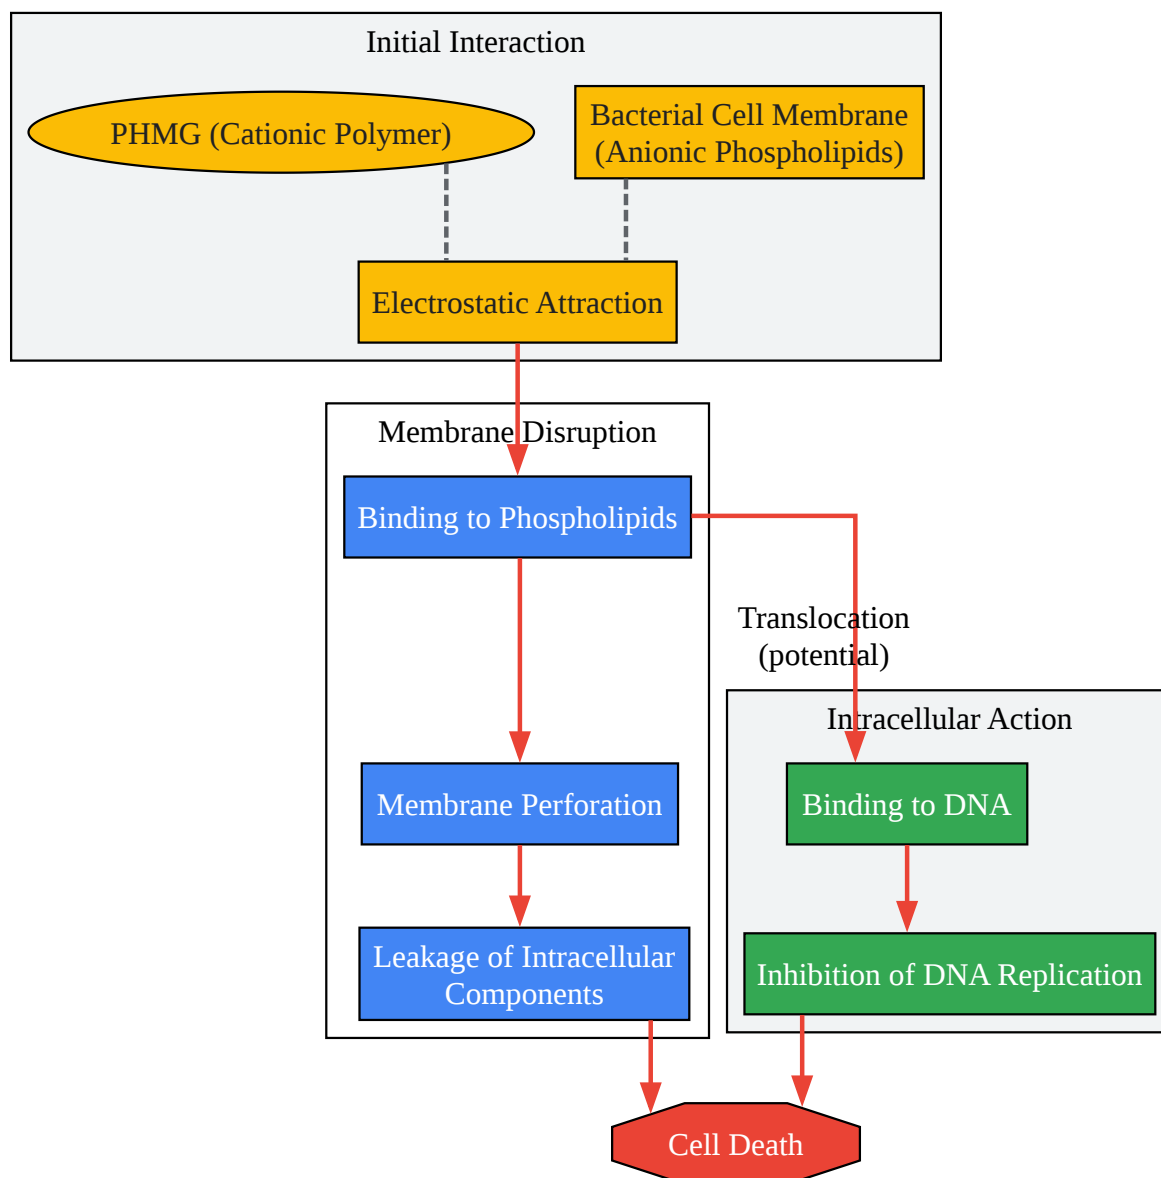 Initial Interaction
PHMG (Cationic Polymer)
Bacterial Cell Membrane
(Anionic Phospholipids)
Electrostatic Attraction
Membrane Disruption
Binding to Phospholipids
Translocation
(potential)
Intracellular Action
Membrane Perforation
Binding to DNA
Leakage of Intracellular
Components
Inhibition of DNA Replication
Cell Death